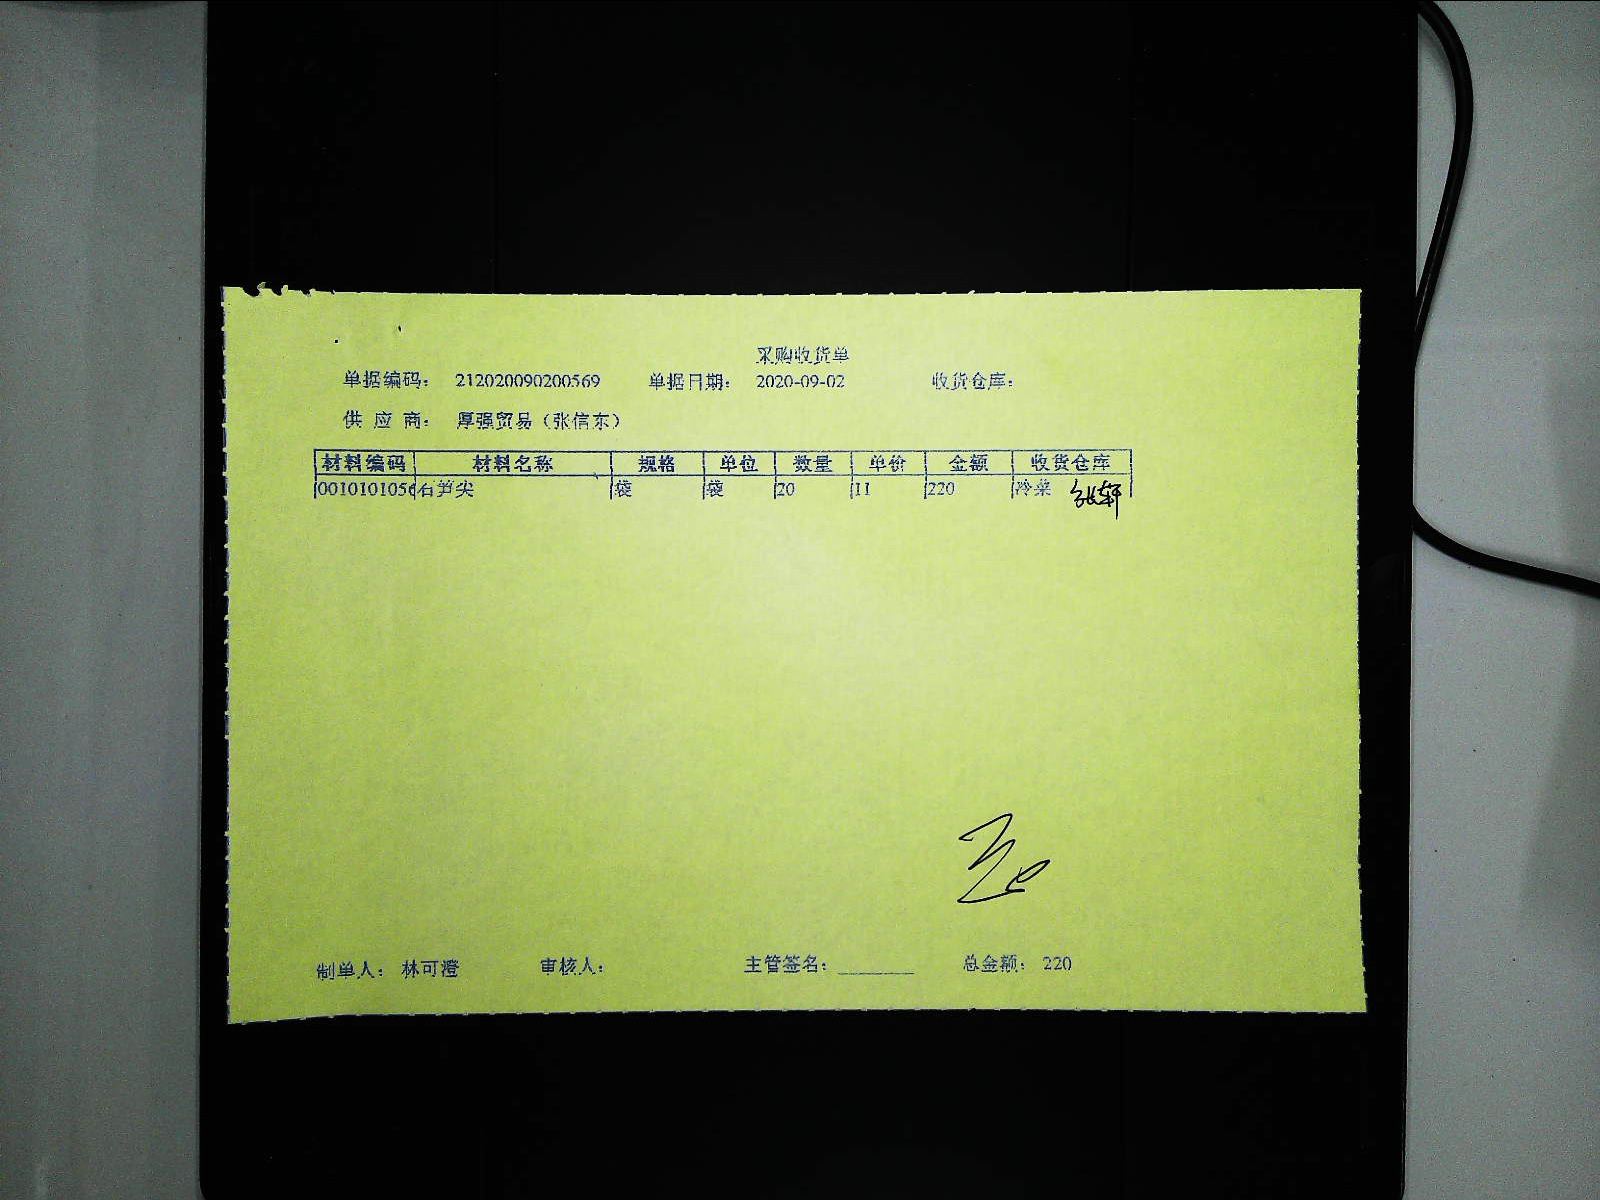 采购收货单
单据编码: 212020090200569 单据日期: 2020-09-02 收货仓库:
供 应 商: 厚强贸易(张信东)
材料编码 材料名称 规格 单位 数量 单价 金额 收货仓库
0010101056 石笋尖 袋 袋 20 11 220 冷菜 张轩
制单人: 林可澄 审核人: 主管签名: 总金额: 220